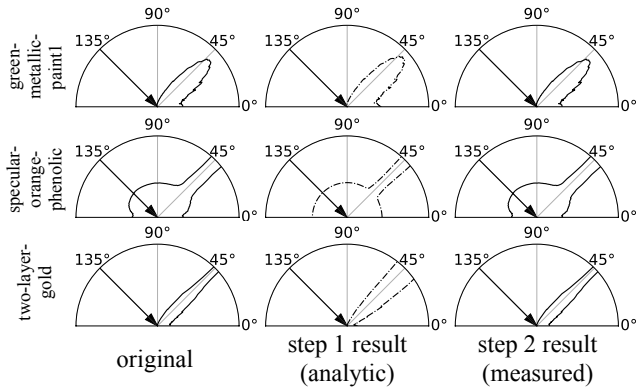 90° 90° 90°
135° 45° 135° 45° 135° 45°
green-
metallic-
paint1
0° 0° 0°
90° 90° 90°
135° 45° 135° 45° 135° 45°
specular-
orange-
phenolic
0° 0° 0°
90° 90° 90°
135° 45° 135° 45° 135° 45°
two-layer-
gold
0° 0° 0°
original
step 1 result
(analytic)
step 2 result
(measured)